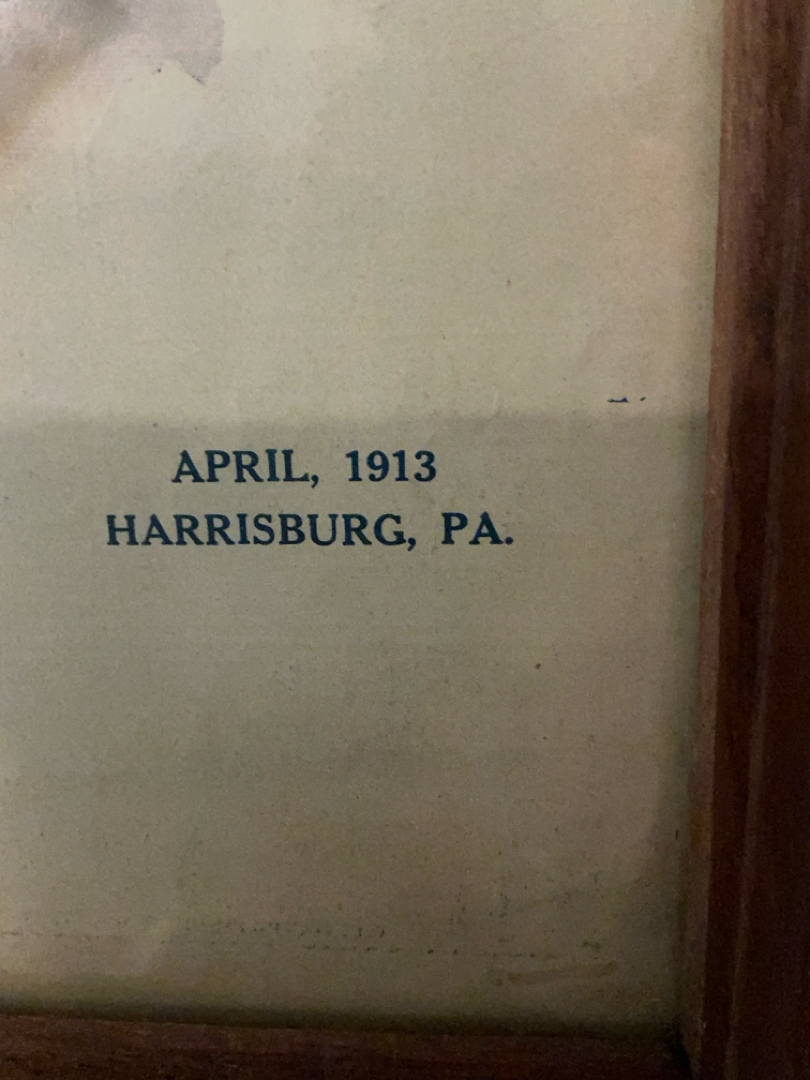 APRIL, 1913
HARRISBURG, PA.